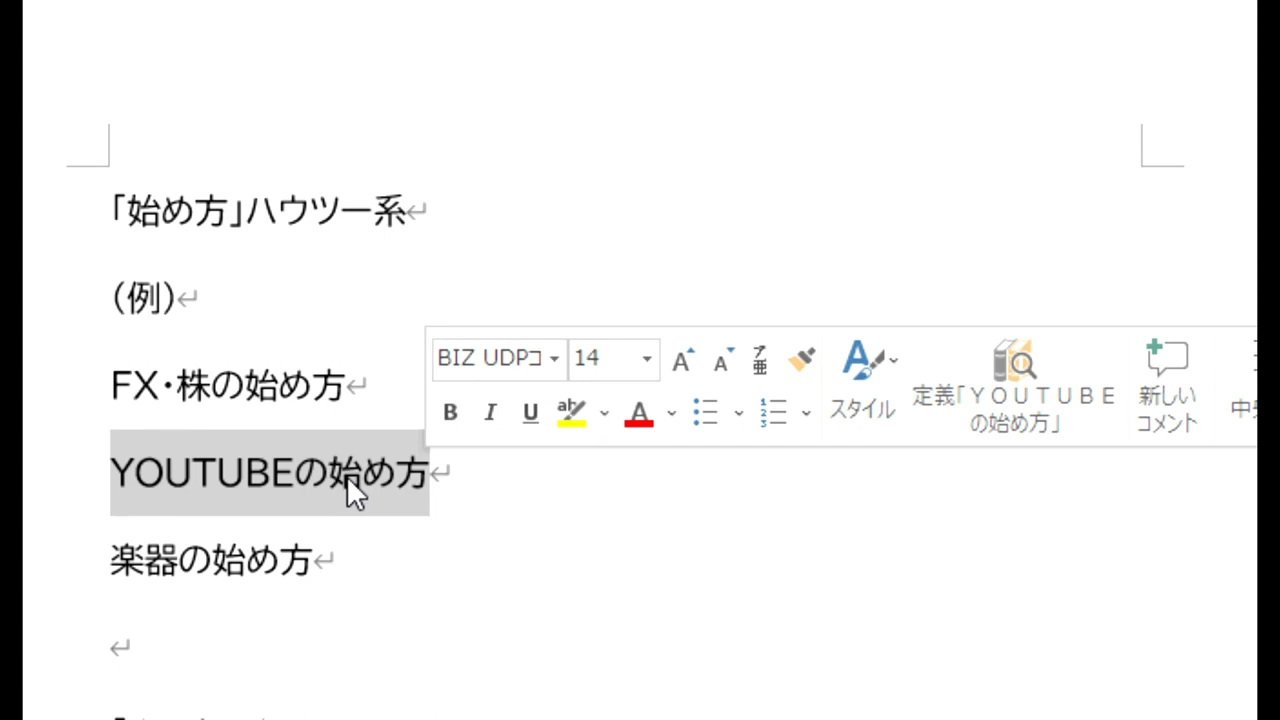 「始め方」ハウツー系
(例)
FX・株の始め方
BIZ UDPゴ 14
B I U
スタイル
定義「ＹＯＵＴＵＢＥ
の始め方」
新しい
コメント
YOUTUBEの始め方
楽器の始め方